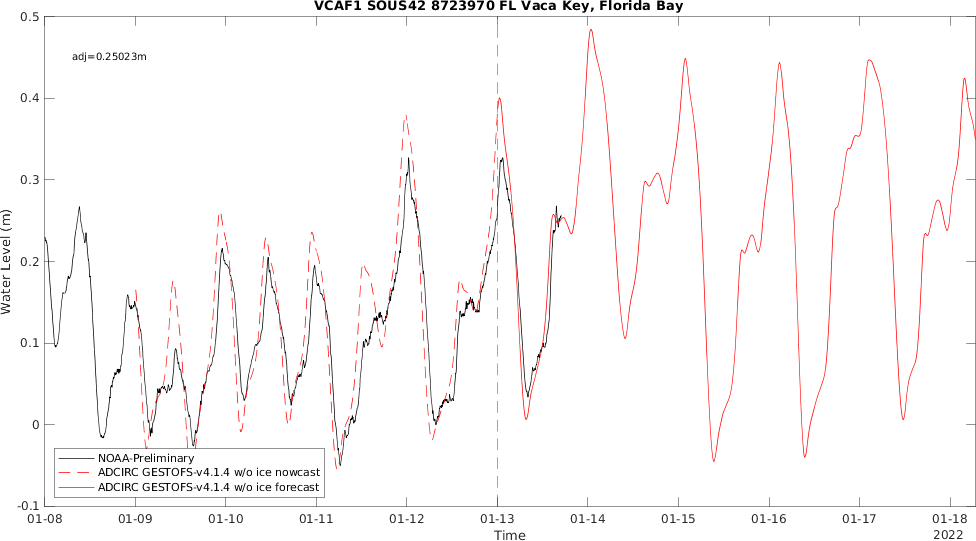 VCAF1 SOUS42 8723970 FL Vaca Key, Florida Bay
adj=0.25023m
0.5
0.4
0.3
0.2
0.1
0
-0.1
Water Level (m)
NOAA-Preliminary
ADCIRC GESTOFS-v4.1.4 w/o ice nowcast
ADCIRC GESTOFS-v4.1.4 w/o ice forecast
01-08 01-09 01-10 01-11 01-12 01-13 01-14 01-15 01-16 01-17 01-18
Time
2022